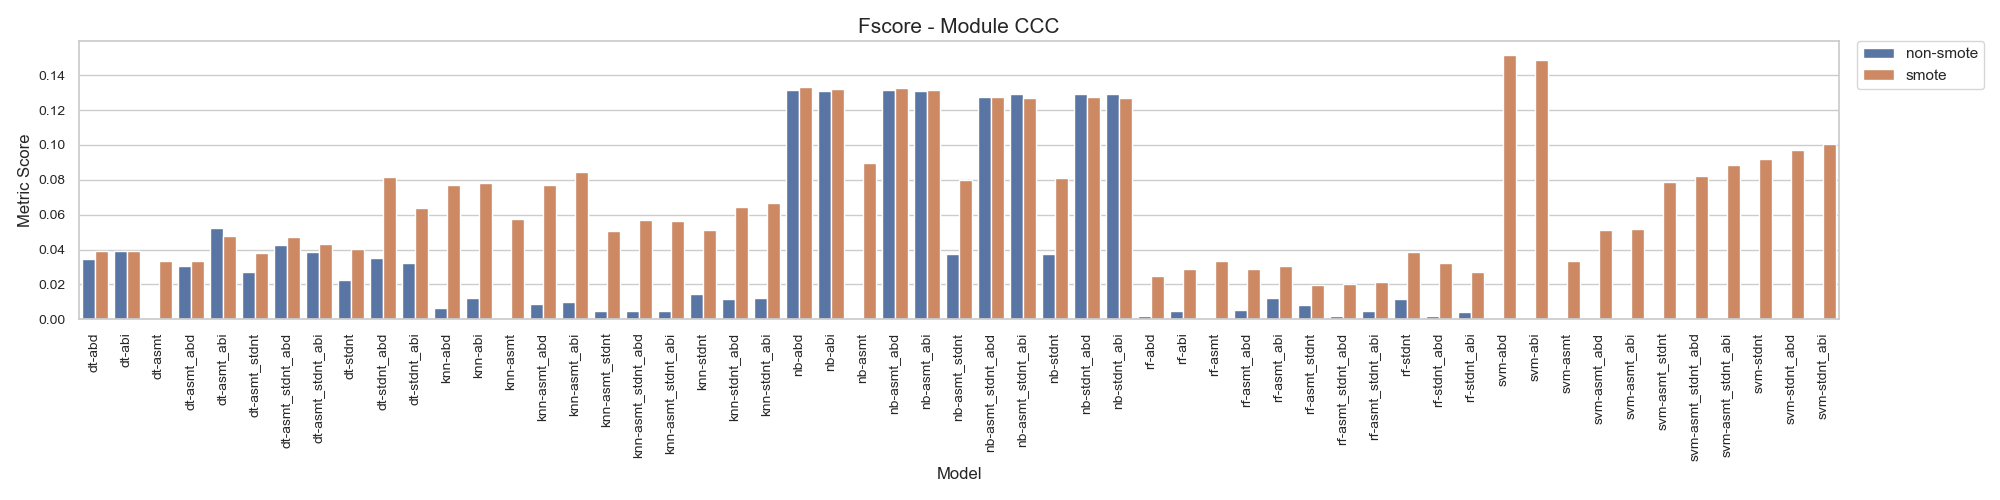 Fscore - Module CCC
non-smote
smote
Metric Score
0.14
0.12
0.10
0.08
0.06
0.04
0.02
0.00
dt-abd
dt-abi
dt-asmt
dt-asmt_abd
dt-asmt_abi
dt-asmt_stdnt
dt-asmt_stdnt_abd
dt-asmt_stdnt_abi
dt-stdnt
dt-stdnt_abd
dt-stdnt_abi
knn-abd
knn-abi
knn-asmt
knn-asmt_abd
knn-asmt_abi
knn-asmt_stdnt
knn-asmt_stdnt_abd
knn-asmt_stdnt_abi
knn-stdnt
knn-stdnt_abd
knn-stdnt_abi
nb-abd
nb-abi
nb-asmt
nb-asmt_abd
nb-asmt_abi
nb-asmt_stdnt
nb-asmt_stdnt_abd
nb-asmt_stdnt_abi
nb-stdnt
nb-stdnt_abd
nb-stdnt_abi
rf-abd
rf-abi
rf-asmt
rf-asmt_abd
rf-asmt_abi
rf-asmt_stdnt
rf-asmt_stdnt_abd
rf-asmt_stdnt_abi
rf-stdnt
rf-stdnt_abd
rf-stdnt_abi
svm-abd
svm-abi
svm-asmt
svm-asmt_abd
svm-asmt_abi
svm-asmt_stdnt
svm-asmt_stdnt_abd
svm-asmt_stdnt_abi
svm-stdnt
svm-stdnt_abd
svm-stdnt_abi
Model